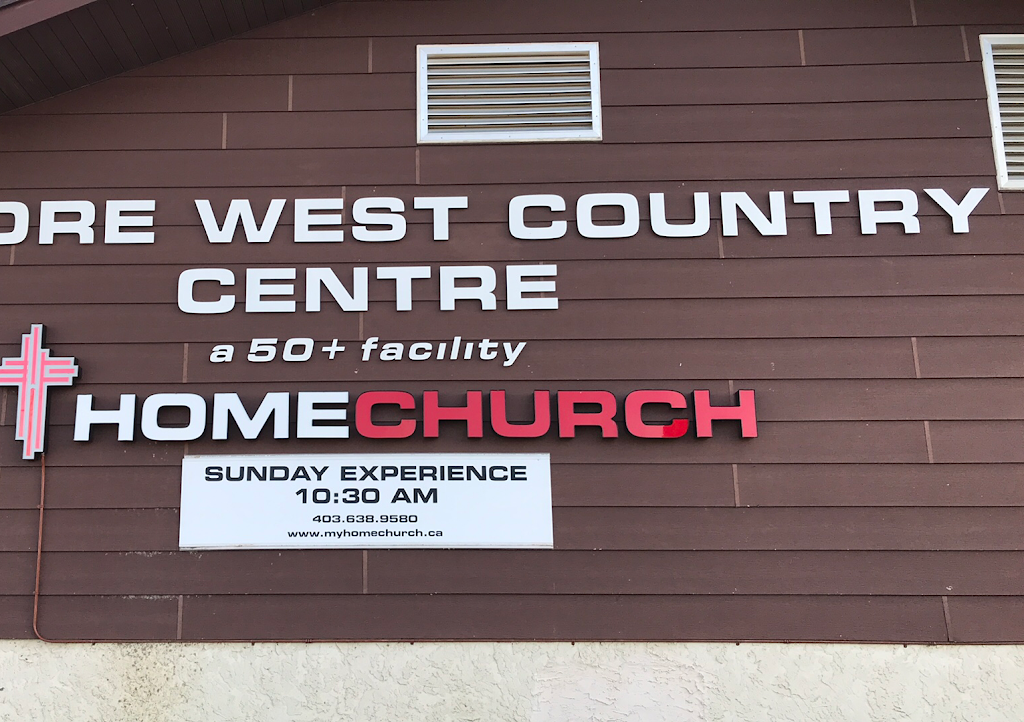 ORE WEST COUNTRY
CENTRE
a 50+ facility
HOMECHURCH
SUNDAY EXPERIENCE
10:30 AM
403.638.9580
www.myhomechurch.ca